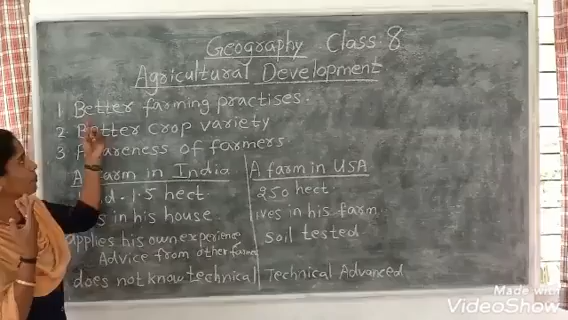 Geography Class 8
Agricultural Development
1 Better farming practises.
2 Better crop variety
3 Awareness of farmers
A farm in India A farm in USA
1.5 hect 250 hect
in his house lives in his farm
applies his own experience soil tested
Advice from other farmers
does not know technical Technical Advanced
Made with
VideoShow